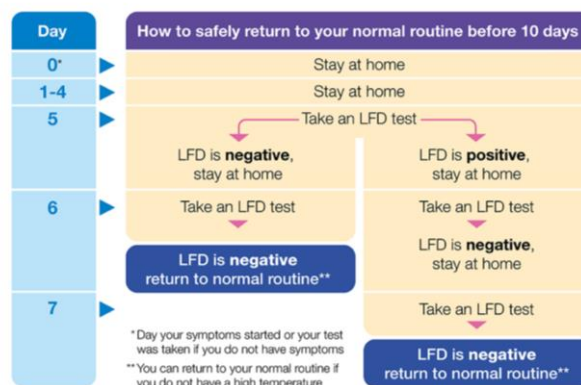 Day
How to safely return to your normal routine before 10 days
0*
Stay at home
1-4
Stay at home
5
Take an LFD test
LFD is negative,
stay at home
LFD is positive,
stay at home
6
Take an LFD test
LFD is negative
return to normal routine**
Take an LFD test
LFD is negative,
stay at home
7
Take an LFD test
LFD is negative
return to normal routine**
*Day your symptoms started or your test
was taken if you do not have symptoms
**You can return to your normal routine if
you do not have a high temperature